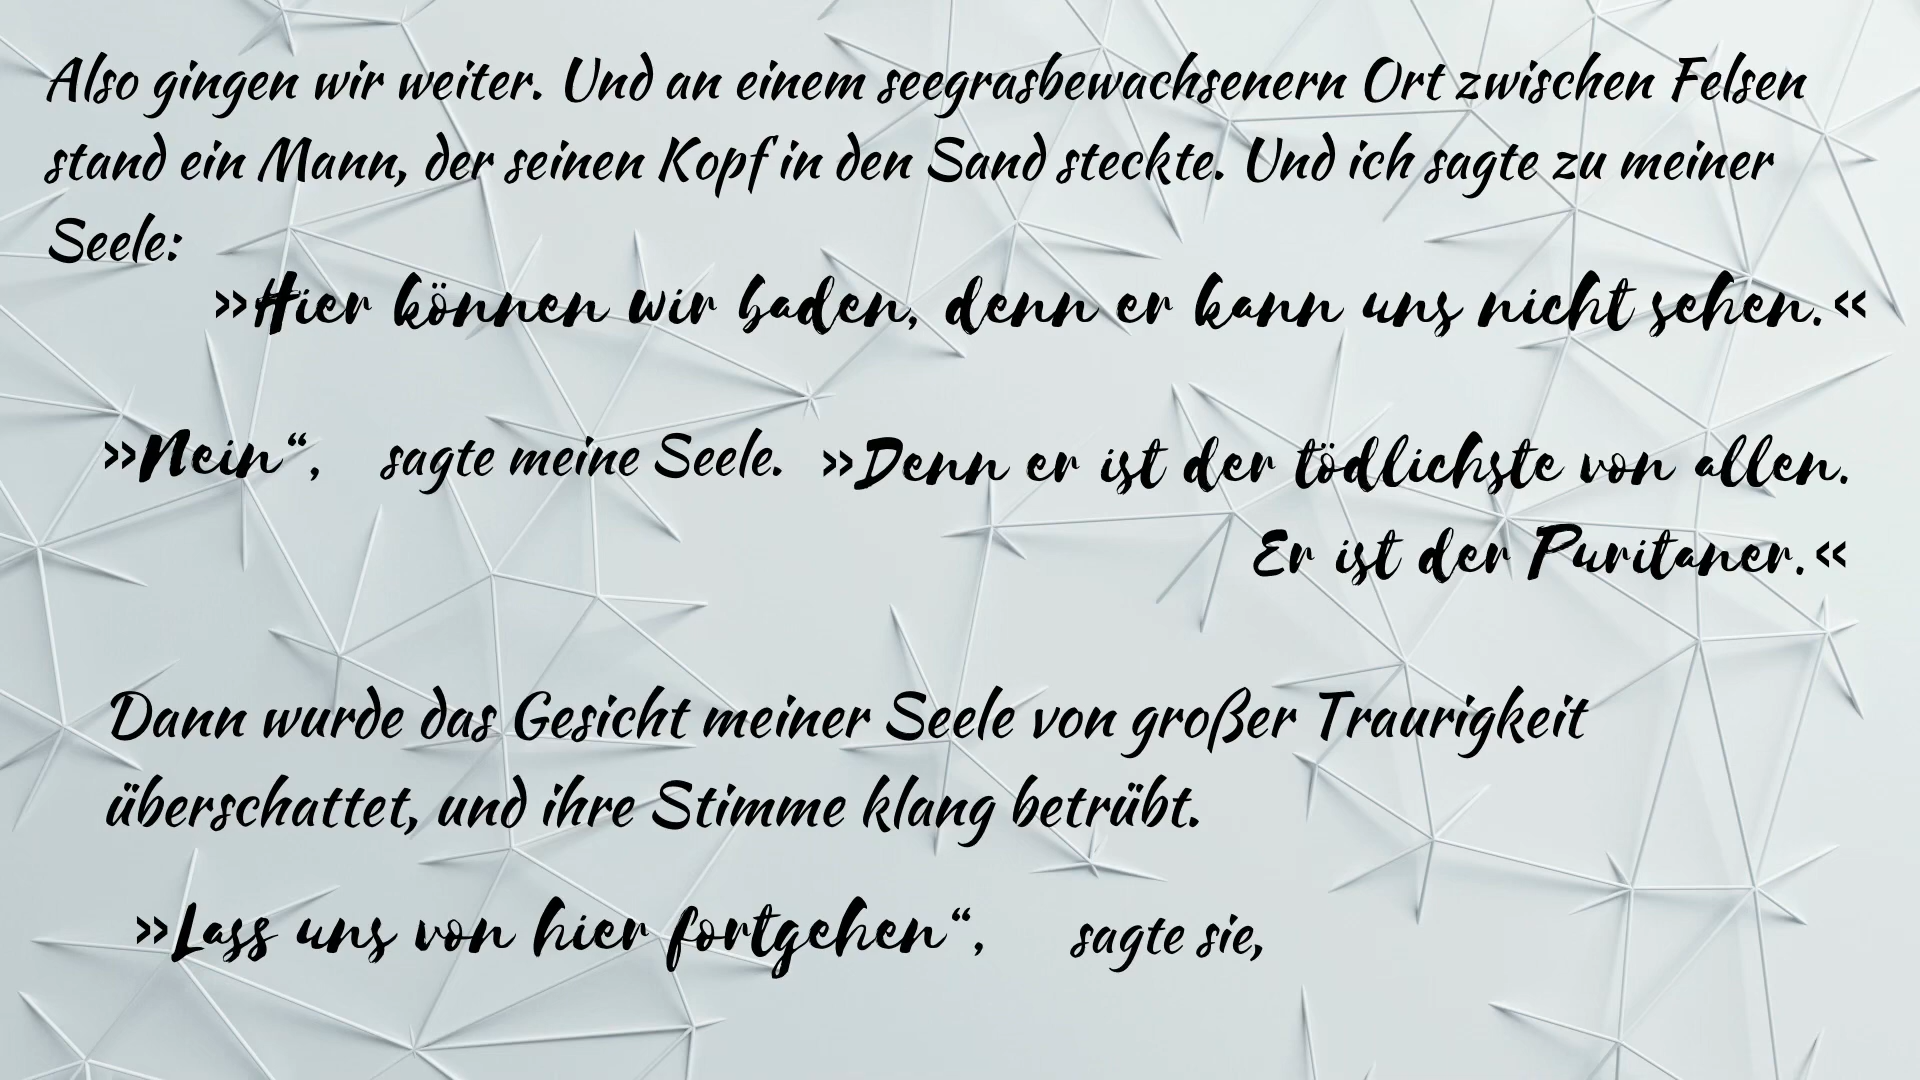 Also gingen wir weiter. Und an einem seegrasbewachsenern Ort zwischen Felsen
stand ein Mann, der seinen Kopf in den Sand steckte. Und ich sagte zu meiner
Seele:
»Hier können wir baden, denn er kann uns nicht sehen.«
»Nein“, sagte meine Seele. »Denn er ist der tödlichste von allen.
Er ist der Puritaner.«
Dann wurde das Gesicht meiner Seele von großer Traurigkeit
überschattet, und ihre Stimme klang betrübt.
»Lass uns von hier fortgehen“, sagte sie,